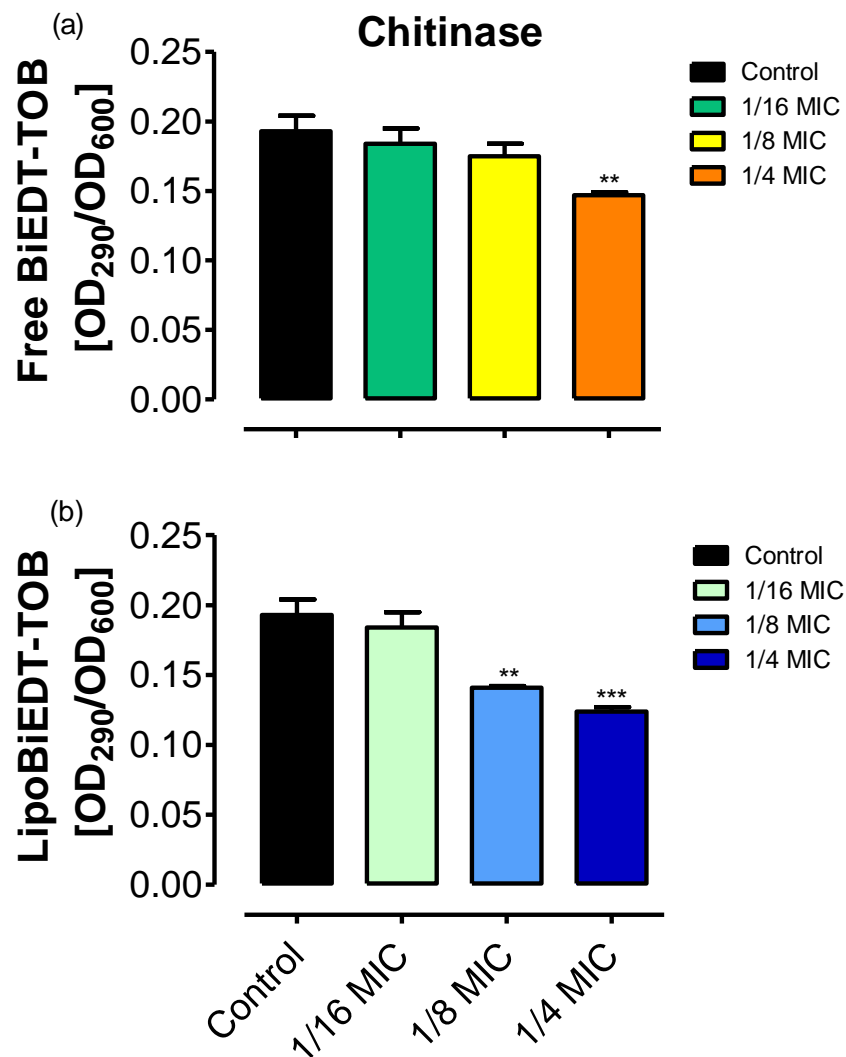 (a)
Chitinase
Free BiEDT-TOB
[OD290/OD600]
0.25
0.20
0.15
0.10
0.05
0.00
**
Control
1/16 MIC
1/8 MIC
1/4 MIC
(b)
LipoBiEDT-TOB
[OD290/OD600]
0.25
0.20
0.15
0.10
0.05
0.00
**
***
Control
1/16 MIC
1/8 MIC
1/4 MIC
Control
1/16 MIC
1/8 MIC
1/4 MIC